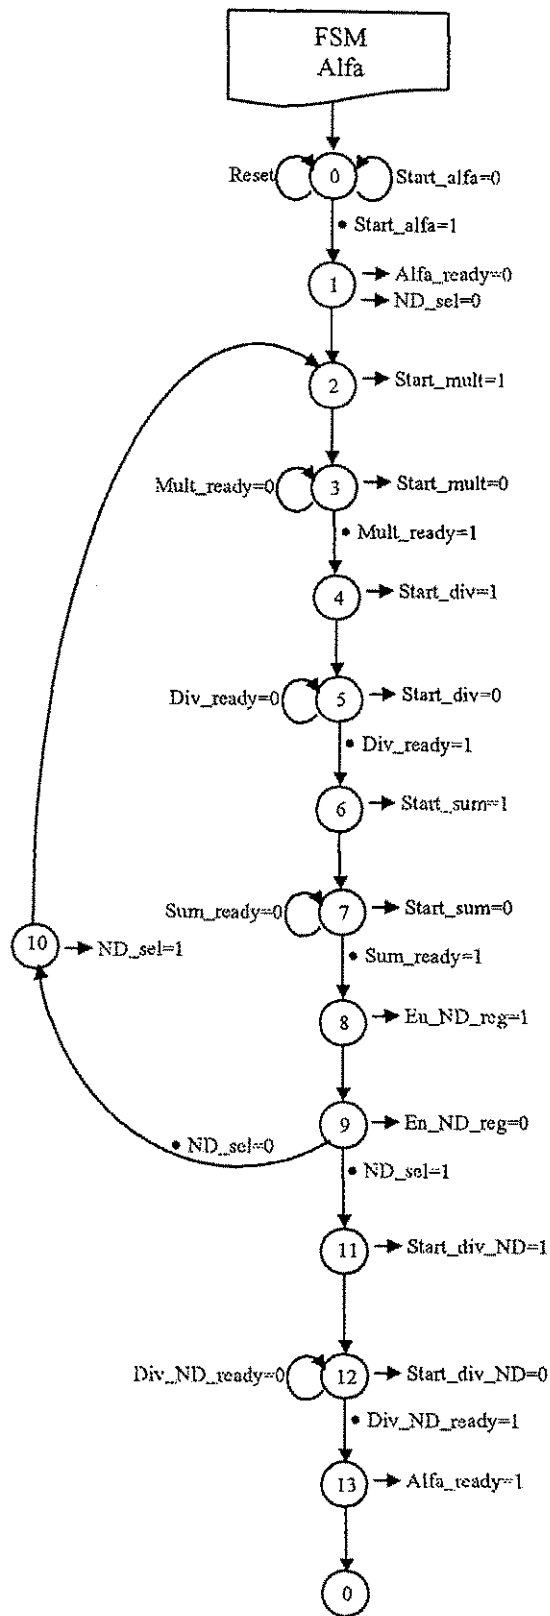 FSM
Alfa
Reset
0
Start_alfa=0
• Start_alfa=1
1
Alfa_ready=0
ND_sel=0
2
Start_mult=1
Mult_ready=0
3
Start_mult=0
• Mult_ready=1
4
Start_div=1
Div_ready=0
5
Start_div=0
• Div_ready=1
6
Start_sum=1
Sum_ready=0
7
Start_sum=0
10
ND_sel=1
• Sum_ready=1
8
En_ND_reg=1
9
En_ND_reg=0
• ND_sel=0
• ND_sel=1
11
Start_div_ND=1
Div_ND_ready=0
12
Start_div_ND=0
• Div_ND_ready=1
13
Alfa_ready=1
0